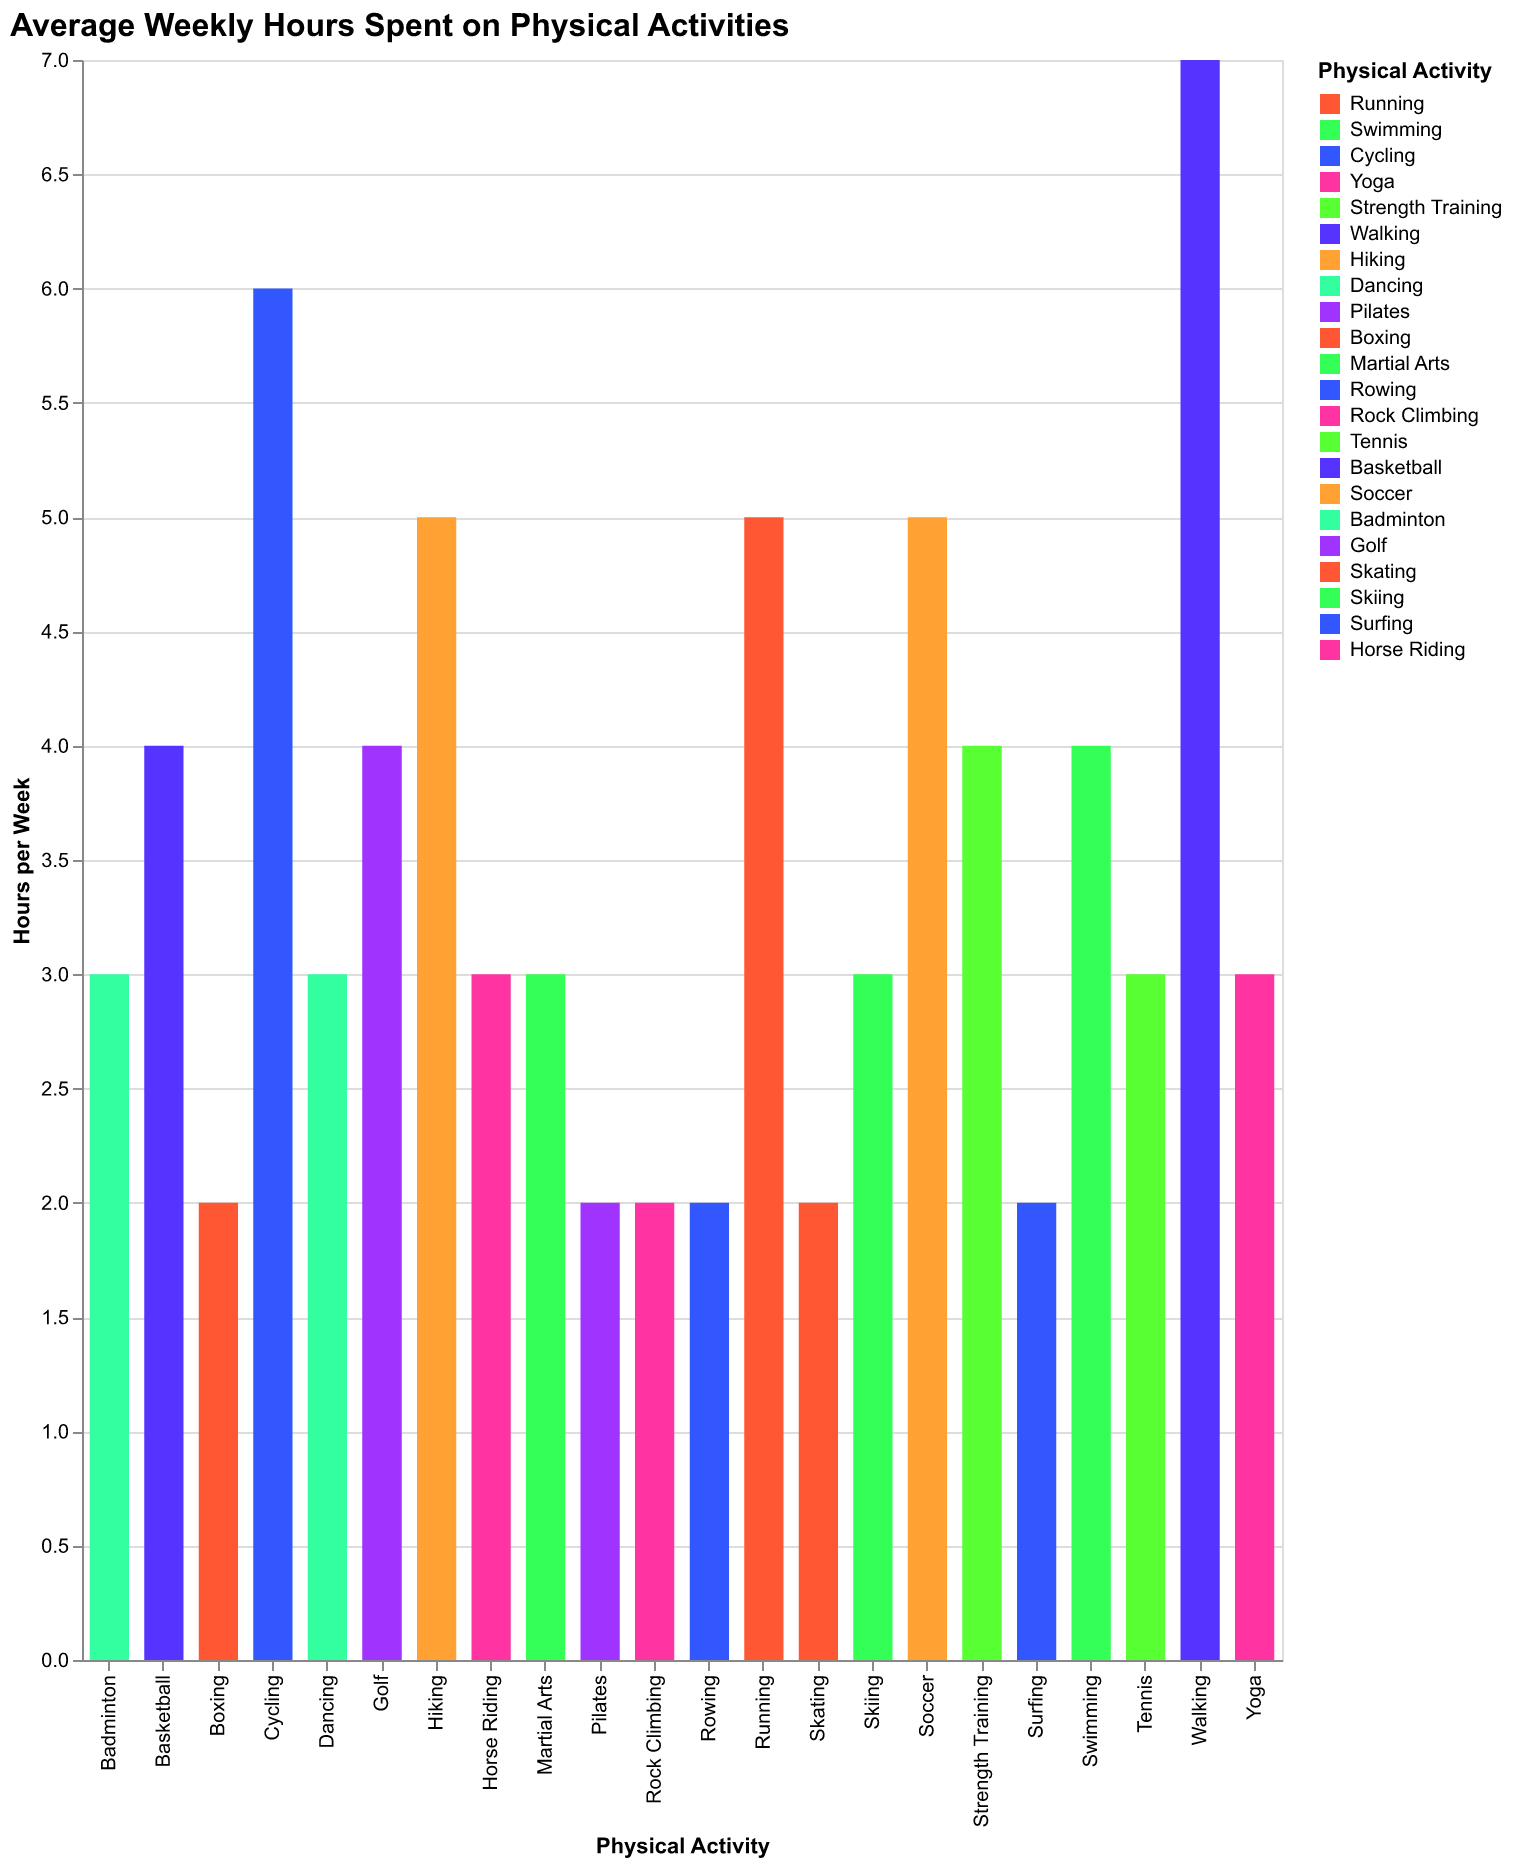 Average Weekly Hours Spent on Physical Activities
7.0
6.5
6.0
5.5
5.0
4.5
4.0
3.5
3.0
2.5
2.0
1.5
1.0
0.5
0.0
Hours per Week
Badminton
Basketball
Boxing
Cycling
Dancing
Golf
Hiking
Horse Riding
Martial Arts
Pilates
Rock Climbing
Rowing
Running
Skating
Skiing
Soccer
Strength Training
Surfing
Swimming
Tennis
Walking
Yoga
Physical Activity
Physical Activity
Running
Swimming
Cycling
Yoga
Strength Training
Walking
Hiking
Dancing
Pilates
Boxing
Martial Arts
Rowing
Rock Climbing
Tennis
Basketball
Soccer
Badminton
Golf
Skating
Skiing
Surfing
Horse Riding